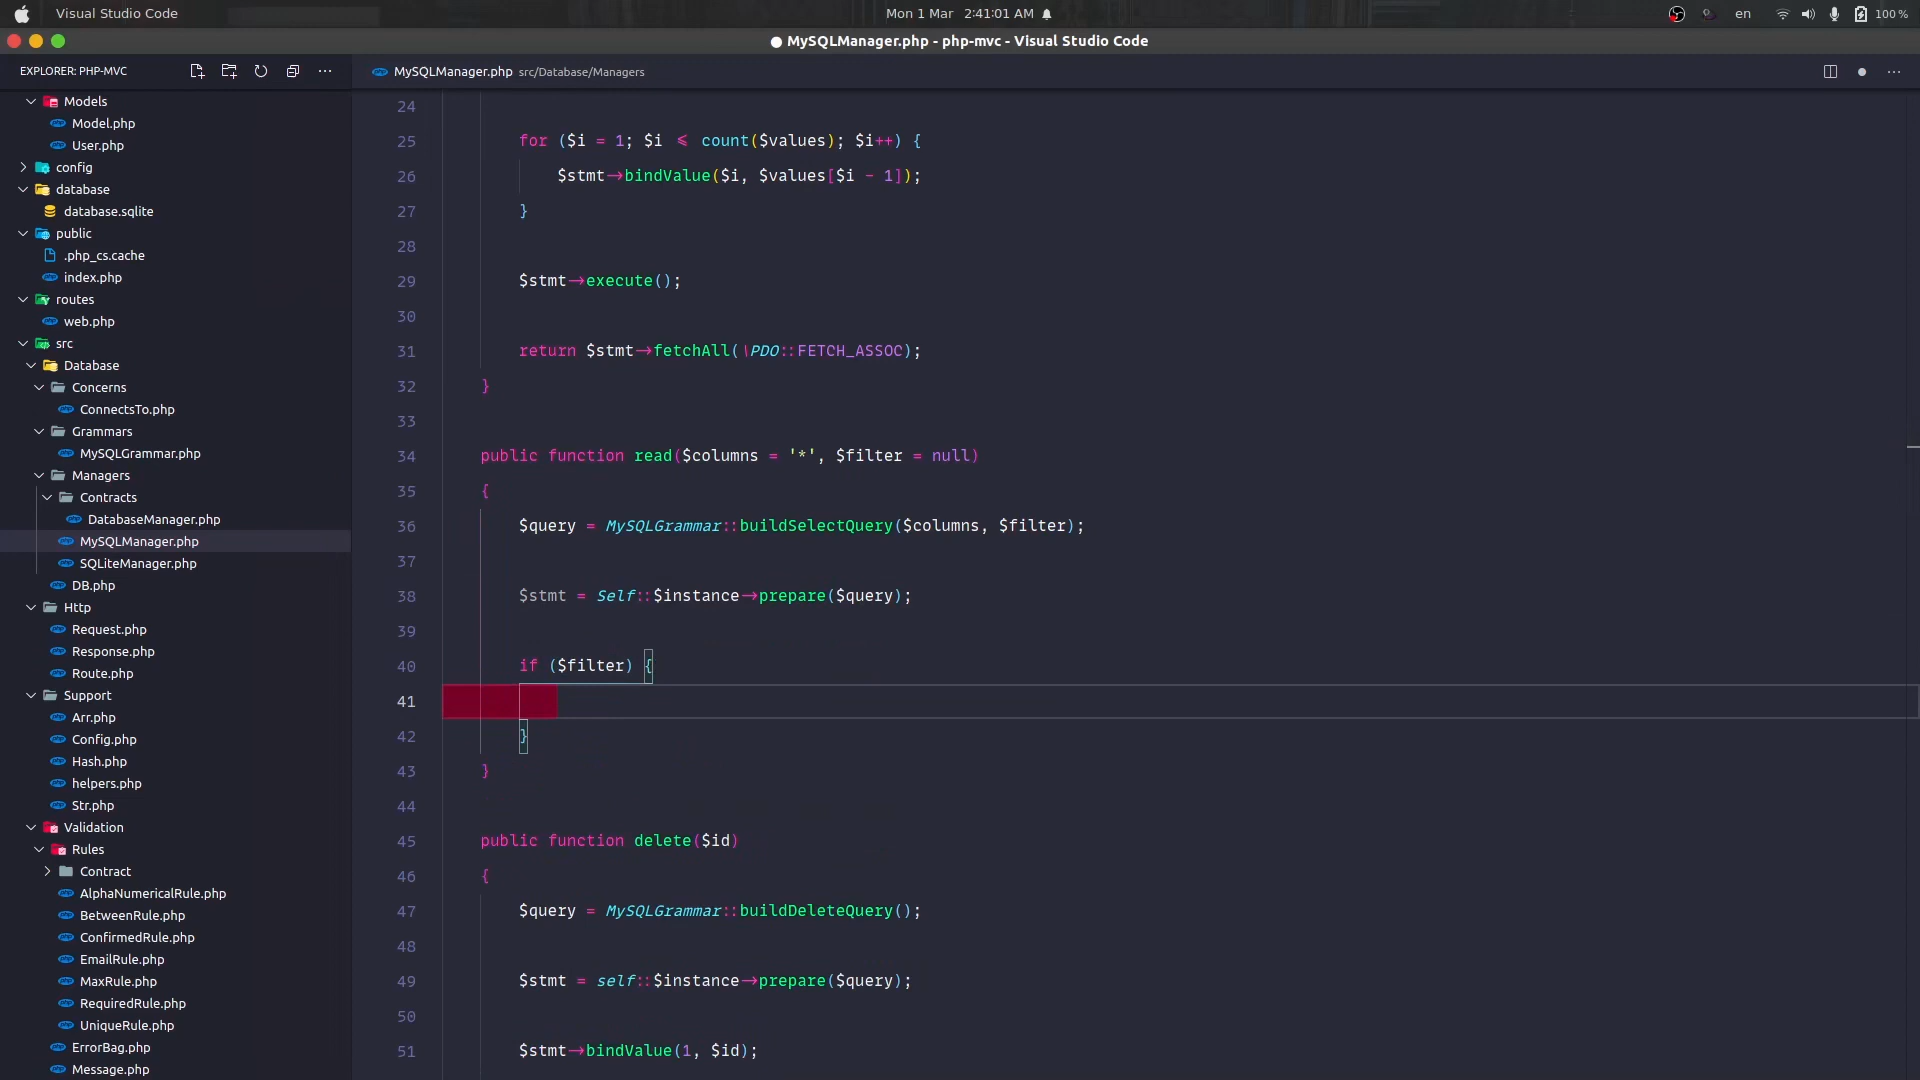 Visual Studio Code
Mon 1 Mar 2:41:01 AM
en
100 %
● MySQLManager.php - php-mvc - Visual Studio Code
EXPLORER: PHP-MVC
Models
Model.php
User.php
config
database
database.sqlite
public
.php_cs.cache
index.php
routes
web.php
src
Database
Concerns
ConnectsTo.php
Grammars
MySQLGrammar.php
Managers
Contracts
DatabaseManager.php
MySQLManager.php
SQLiteManager.php
DB.php
Http
Request.php
Response.php
Route.php
Support
Arr.php
Config.php
Hash.php
helpers.php
Str.php
Validation
Rules
Contract
AlphaNumericalRule.php
BetweenRule.php
ConfirmedRule.php
EmailRule.php
MaxRule.php
RequiredRule.php
UniqueRule.php
ErrorBag.php
Message.php
MySQLManager.php src/Database/Managers
24
25 for ($i = 1; $i <= count($values); $i++) {
26 $stmt->bindValue($i, $values[$i - 1]);
27 }
28
29 $stmt->execute();
30
31 return $stmt->fetchAll(\PDO::FETCH_ASSOC);
32 }
33
34 public function read($columns = '*', $filter = null)
35 {
36 $query = MySQLGrammar::buildSelectQuery($columns, $filter);
37
38 $stmt = Self::$instance->prepare($query);
39
40 if ($filter) {
41
42 }
43 }
44
45 public function delete($id)
46 {
47 $query = MySQLGrammar::buildDeleteQuery();
48
49 $stmt = self::$instance->prepare($query);
50
51 $stmt->bindValue(1, $id);